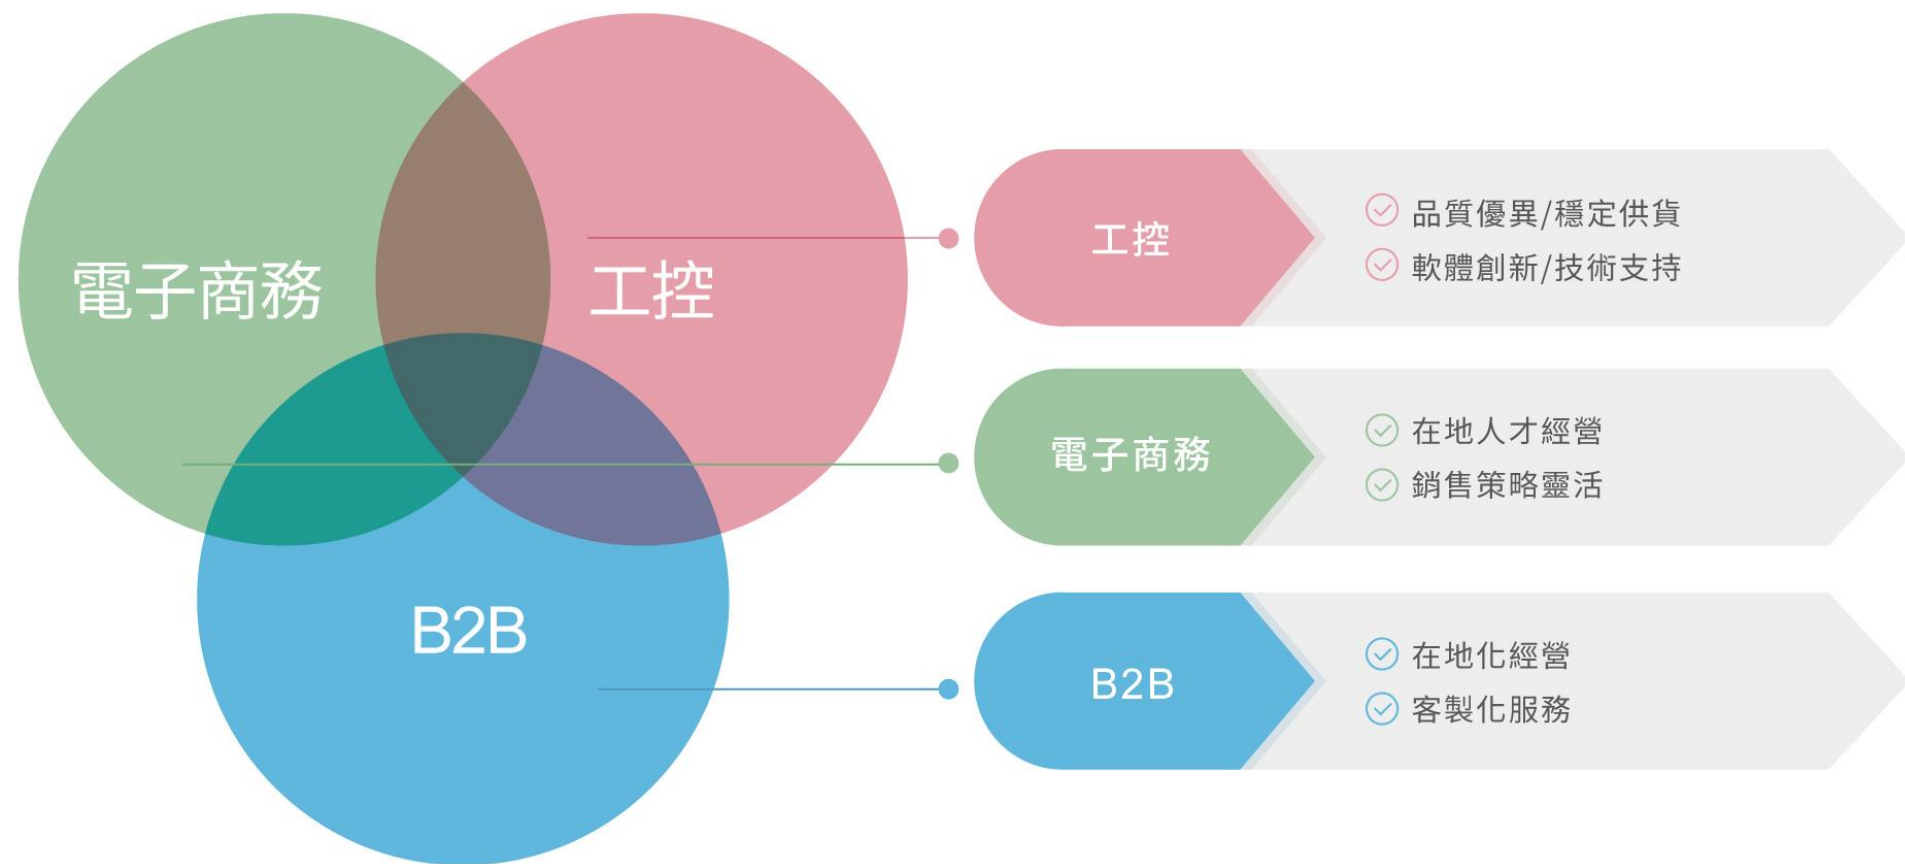 電子商務
工控
B2B
工控
品質優異/穩定供貨
軟體創新/技術支持
電子商務
在地人才經營
銷售策略靈活
B2B
在地化經營
客製化服務